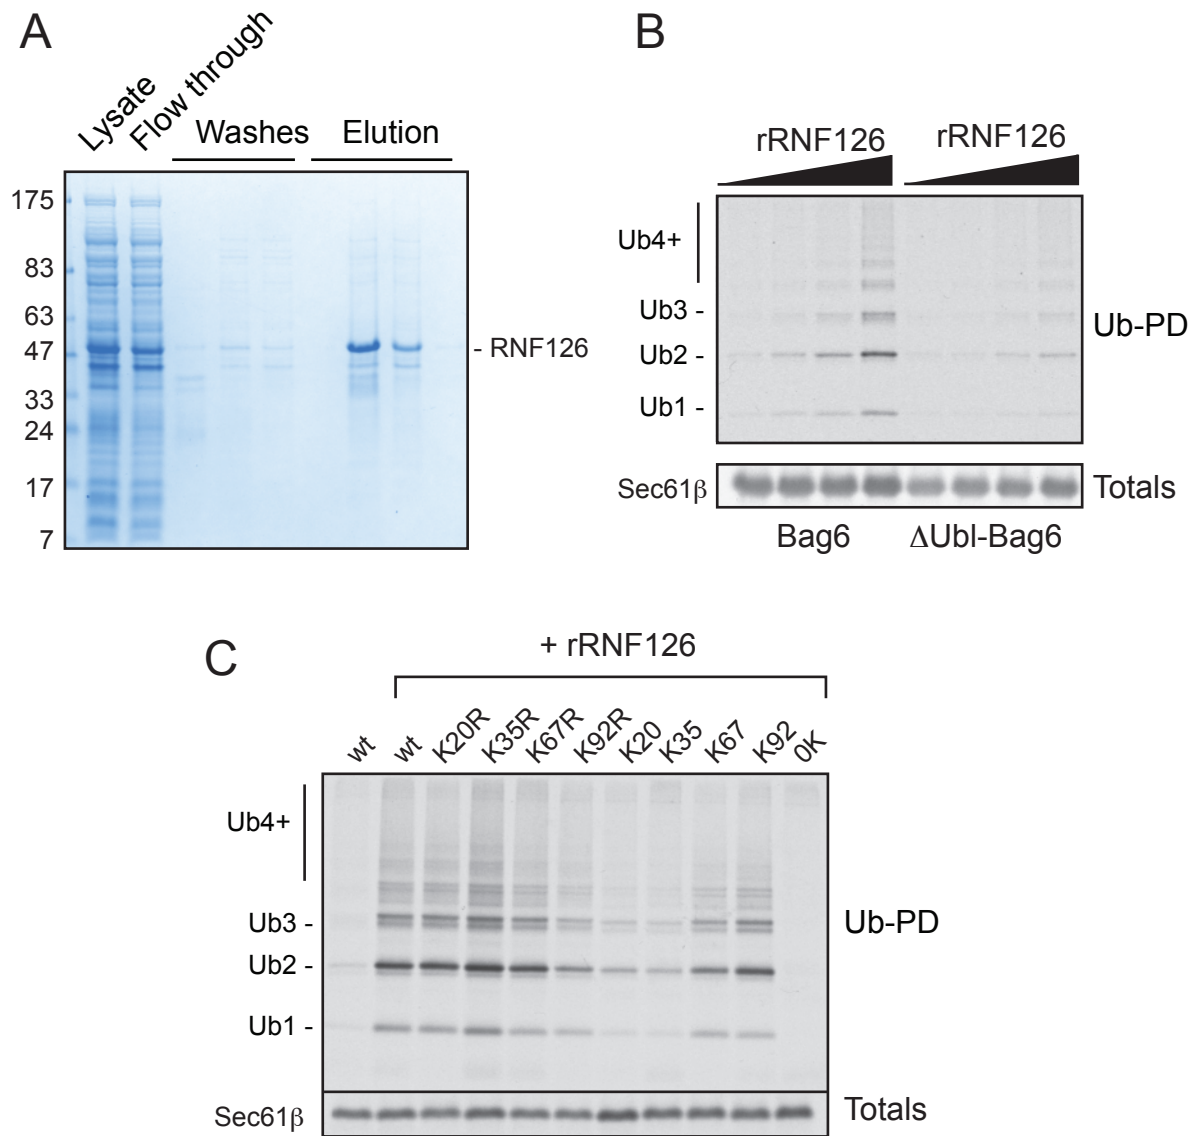 A
Lysate
Flow through
Washes
Elution
175
83
63
47
33
24
17
7
- RNF126
B
rRNF126 rRNF126
Ub4+
Ub3 -
Ub2 -
Ub1 -
Ub-PD
Sec61β
Totals
Bag6 ΔUbl-Bag6
C
+ rRNF126
wt wt K20R K35R K67R K92R K20 K35 K67 K92 0K
Ub4+
Ub3 -
Ub2 -
Ub1 -
Ub-PD
Sec61β
Totals